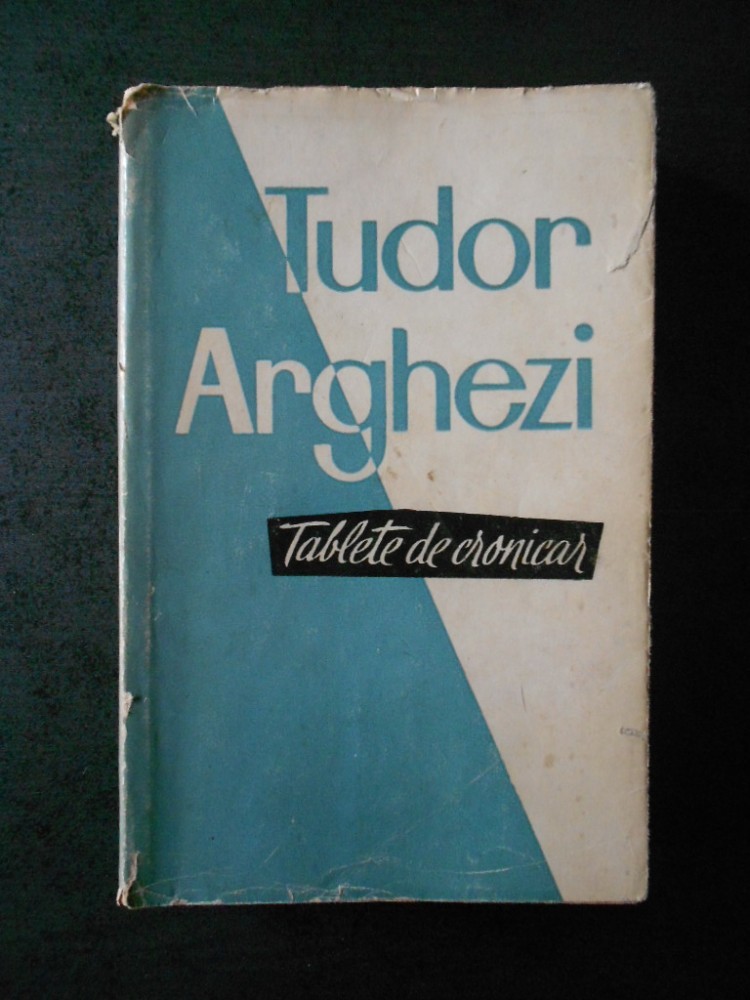 Tudor
Arghezi
Tablete de cronicar